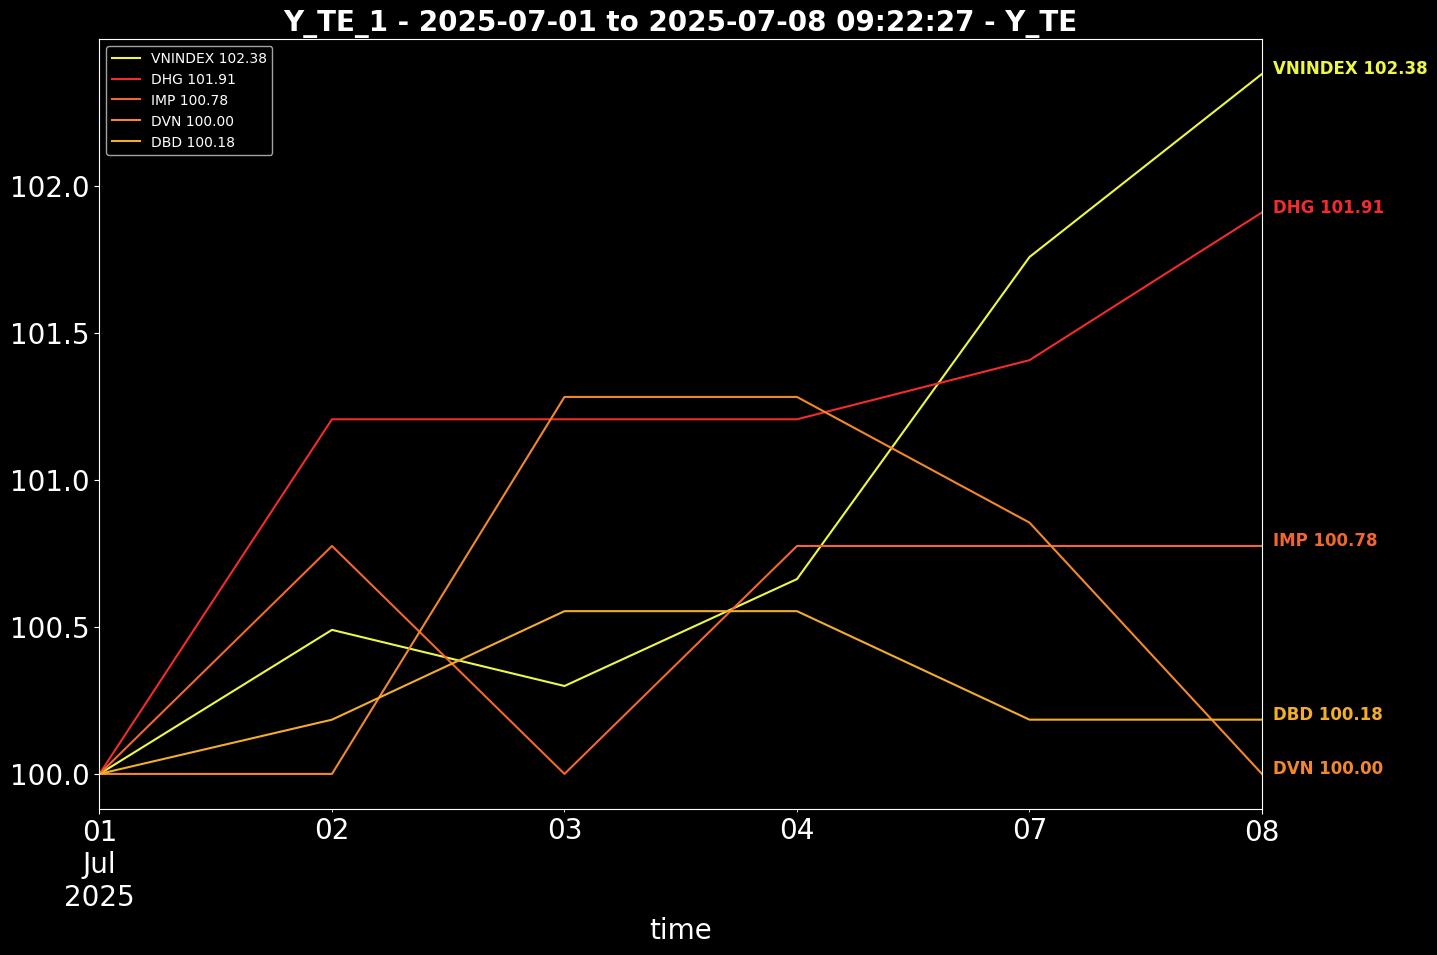 Y_TE_1 - 2025-07-01 to 2025-07-08 09:22:27 - Y_TE
VNINDEX 102.38
DHG 101.91
IMP 100.78
DVN 100.00
DBD 100.18
VNINDEX 102.38
DHG 101.91
IMP 100.78
DBD 100.18
DVN 100.00
102.0
101.5
101.0
100.5
100.0
01 02 03 04 07 08
Jul
2025
time